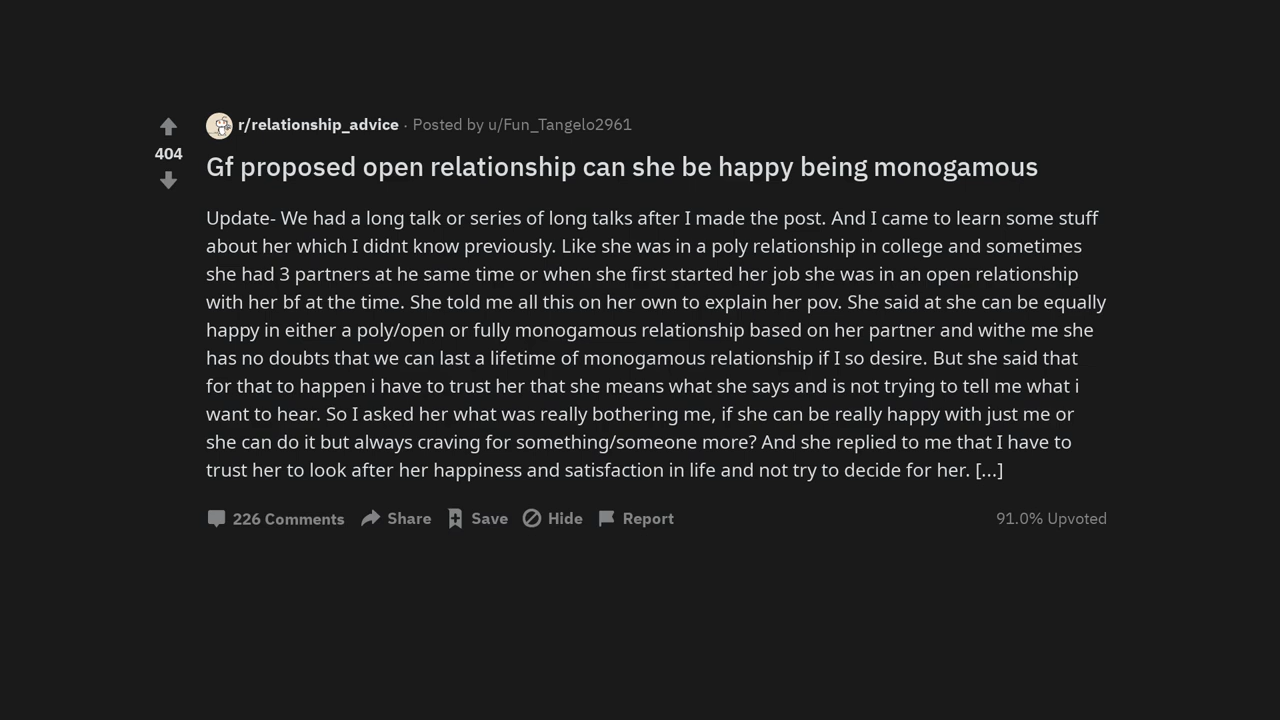 r/relationship_advice · Posted by u/Fun_Tangelo2961
404
Gf proposed open relationship can she be happy being monogamous
Update- We had a long talk or series of long talks after I made the post. And I came to learn some stuff
about her which I didnt know previously. Like she was in a poly relationship in college and sometimes
she had 3 partners at he same time or when she first started her job she was in an open relationship
with her bf at the time. She told me all this on her own to explain her pov. She said at she can be equally
happy in either a poly/open or fully monogamous relationship based on her partner and withe me she
has no doubts that we can last a lifetime of monogamous relationship if I so desire. But she said that
for that to happen i have to trust her that she means what she says and is not trying to tell me what i
want to hear. So I asked her what was really bothering me, if she can be really happy with just me or
she can do it but always craving for something/someone more? And she replied to me that I have to
trust her to look after her happiness and satisfaction in life and not try to decide for her. [...]
226 Comments Share Save Hide Report 91.0% Upvoted